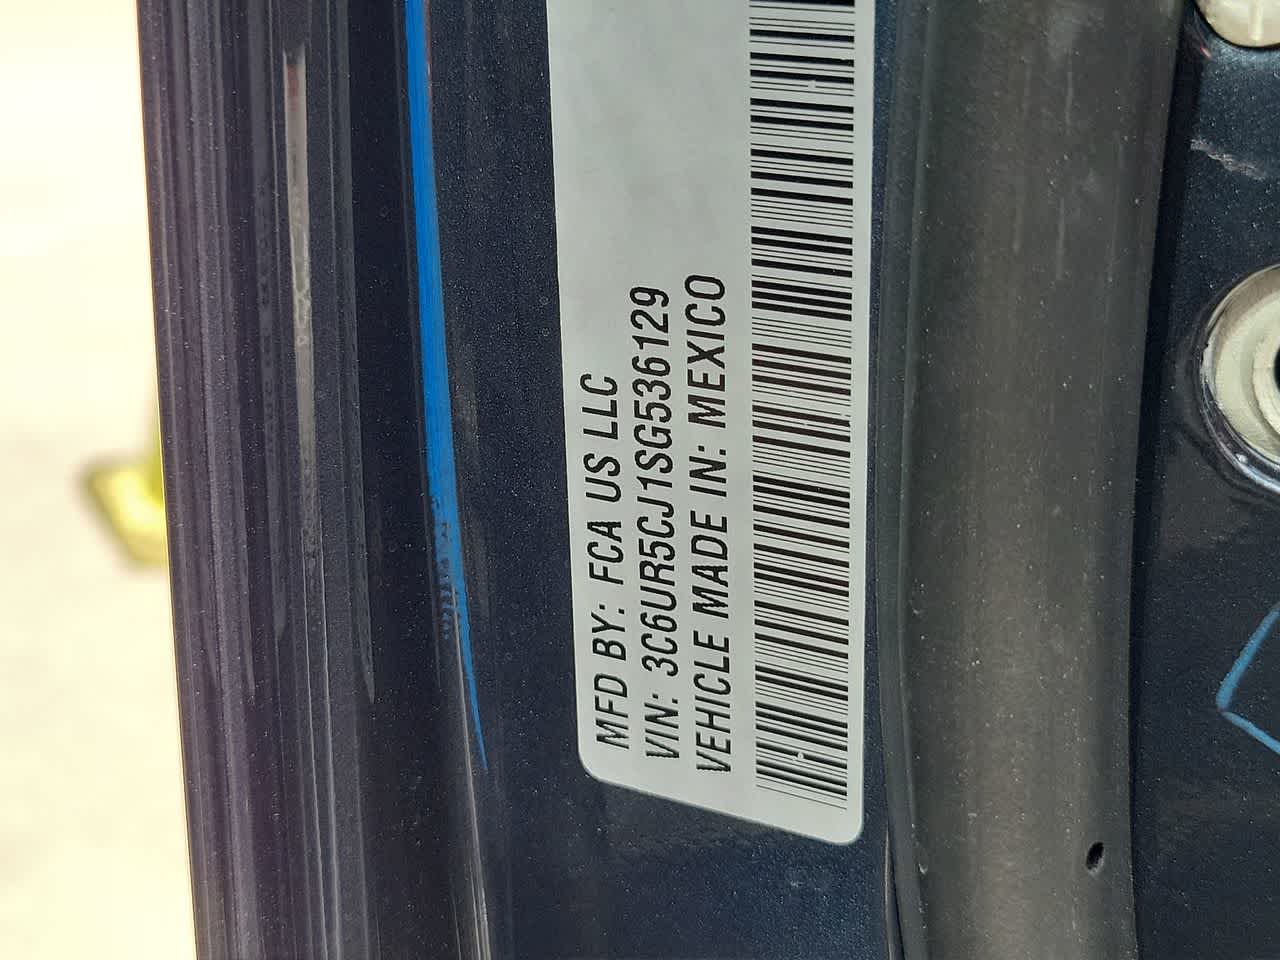 MFD BY: FCA US LLC
VIN: 3C6UR5CJ1SG536129
VEHICLE MADE IN: MEXICO